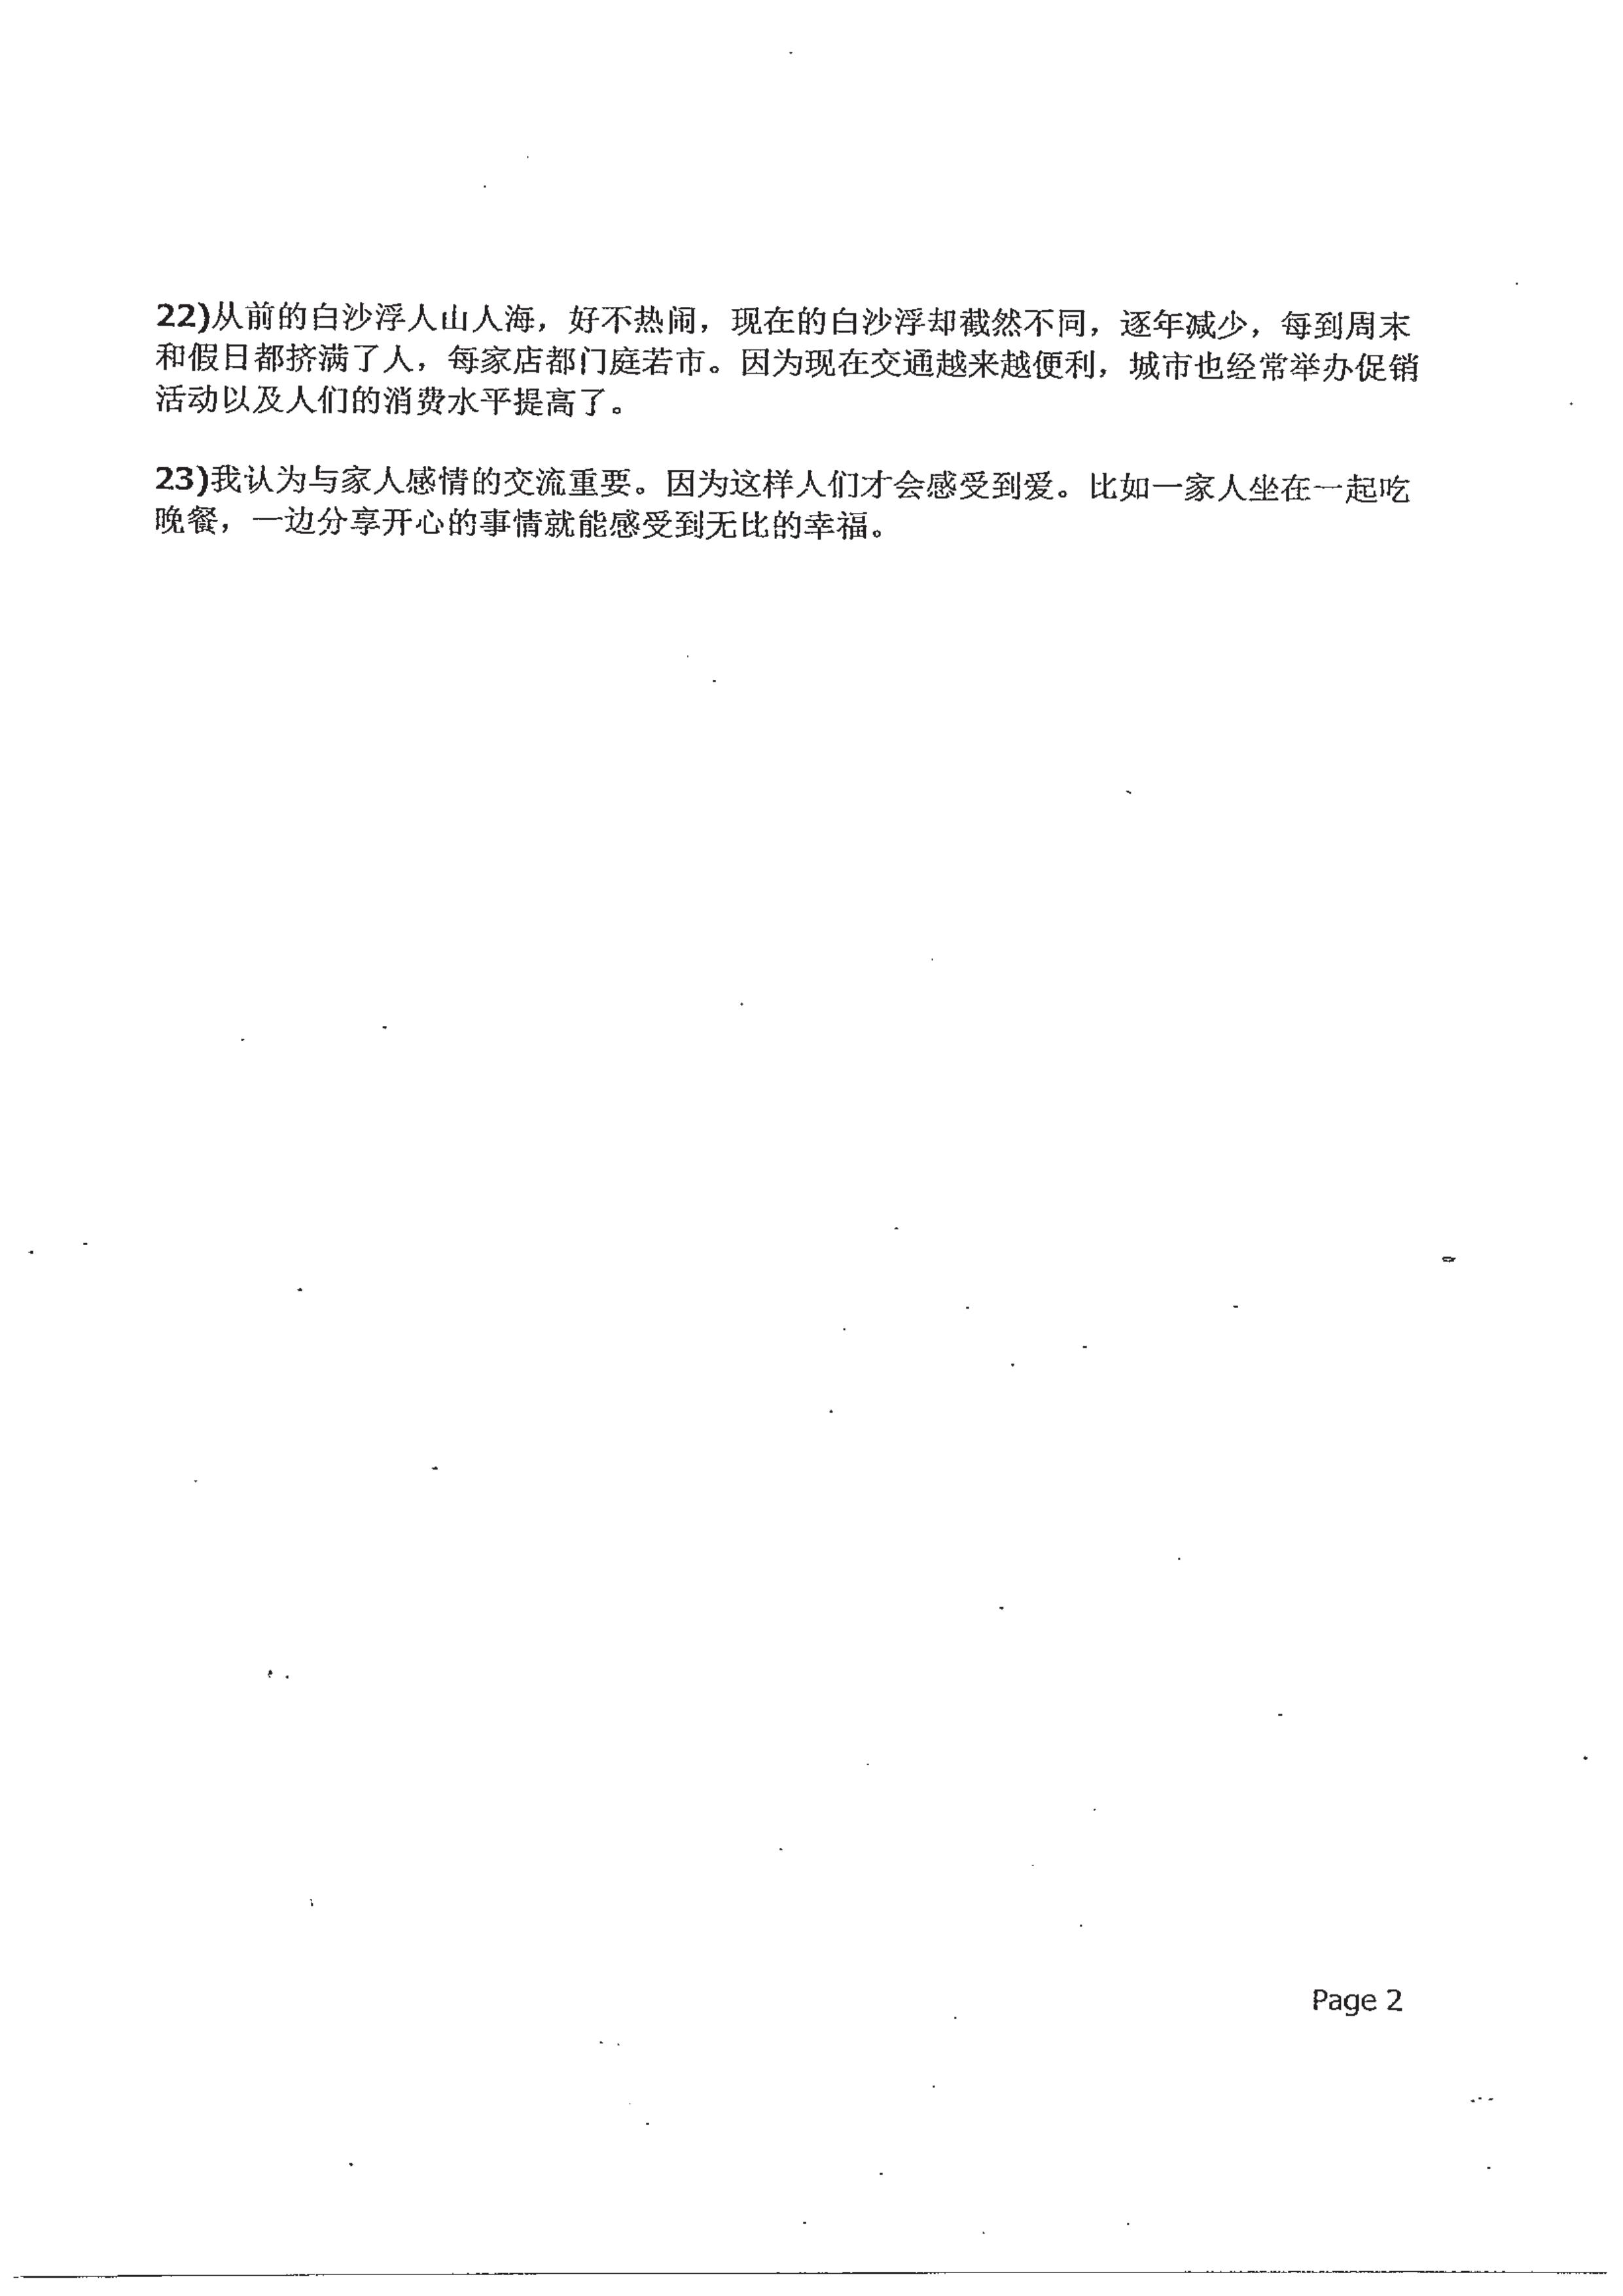 22)从前的白沙浮人山人海，好不热闹，现在的白沙浮却截然不同，逐年减少，每到周末
和假日都挤满了人，每家店都门庭若市。因为现在交通越来越便利，城市也经常举办促销
活动以及人们的消费水平提高了。
23)我认为与家人感情的交流重要。因为这样人们才会感受到爱。比如一家人坐在一起吃
晚餐，一边分享开心的事情就能感受到无比的幸福。
Page 2